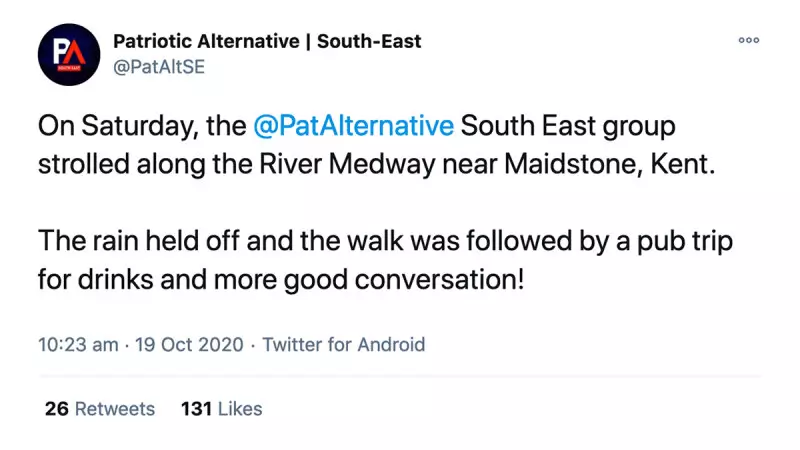 PA
SOUTH EAST
Patriotic Alternative | South-East
@PatAltSE
On Saturday, the @PatAlternative South East group
strolled along the River Medway near Maidstone, Kent.
The rain held off and the walk was followed by a pub trip
for drinks and more good conversation!
10:23 am · 19 Oct 2020 · Twitter for Android
26 Retweets 131 Likes